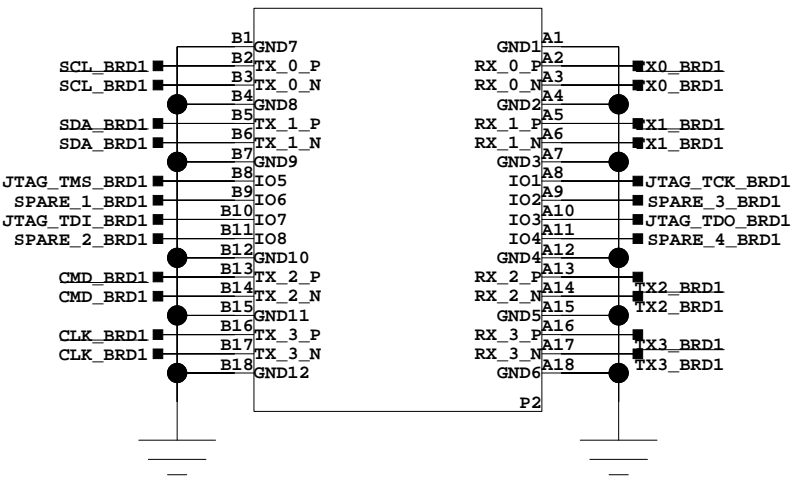 B1 GND7 GND1 A1
SCL_BRD1 B2 TX_0_P RX_0_P A2 TX0_BRD1
SCL_BRD1 B3 TX_0_N RX_0_N A3 TX0_BRD1
B4 GND8 GND2 A4
SDA_BRD1 B5 TX_1_P RX_1_P A5 TX1_BRD1
SDA_BRD1 B6 TX_1_N RX_1_N A6 TX1_BRD1
B7 GND9 GND3 A7
JTAG_TMS_BRD1 B8 IO5 IO1 A8 JTAG_TCK_BRD1
SPARE_1_BRD1 B9 IO6 IO2 A9 SPARE_3_BRD1
JTAG_TDI_BRD1 B10 IO7 IO3 A10 JTAG_TDO_BRD1
SPARE_2_BRD1 B11 IO8 IO4 A11 SPARE_4_BRD1
B12 GND10 GND4 A12
CMD_BRD1 B13 TX_2_P RX_2_P A13 TX2_BRD1
CMD_BRD1 B14 TX_2_N RX_2_N A14 TX2_BRD1
B15 GND11 GND5 A15
CLK_BRD1 B16 TX_3_P RX_3_P A16 TX3_BRD1
CLK_BRD1 B17 TX_3_N RX_3_N A17 TX3_BRD1
B18 GND12 GND6 A18
P2